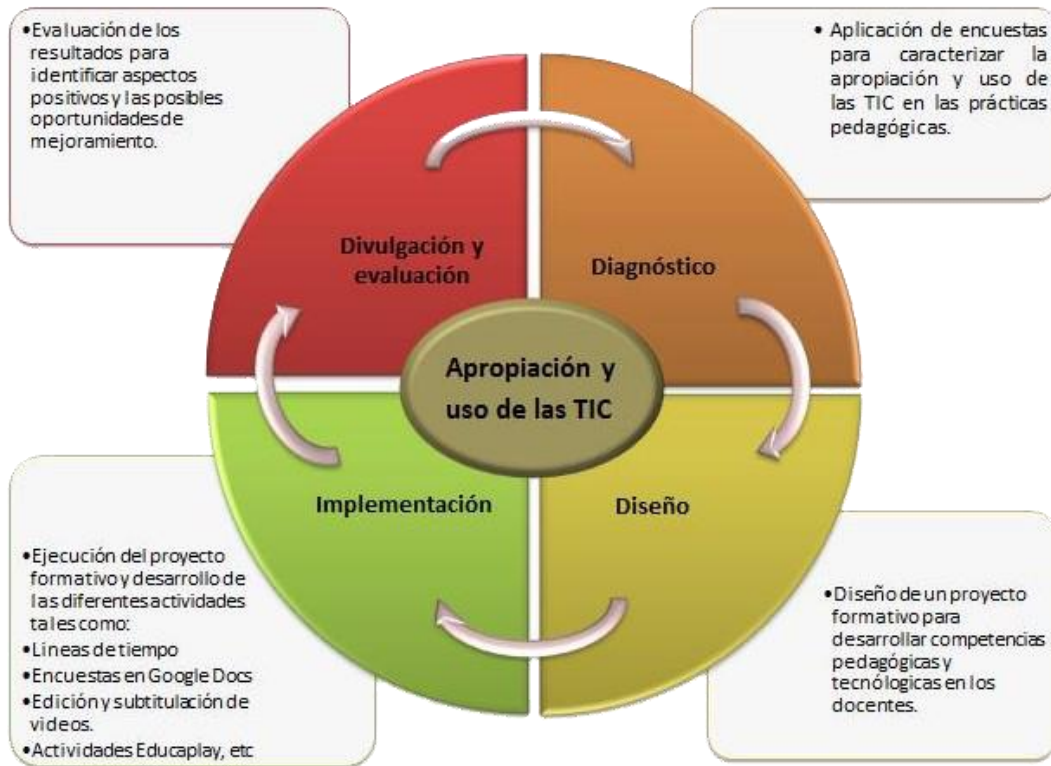 •Evaluación de los
resultados para
identificar aspectos
positivos y las posibles
oportunidades de
mejoramiento.
• Aplicación de encuestas
para caracterizar la
apropiación y uso de
las TIC en las prácticas
pedagógicas.
Divulgación y
evaluación
Diagnóstico
Apropiación y
uso de las TIC
Implementación
Diseño
•Ejecución del proyecto
formativo y desarrollo de
las diferentes actividades
tales como:
•Lineas de tiempo
•Encuestas en Google Docs
•Edición y subtitulación de
videos.
•Actividades Educaplay, etc
•Diseño de un proyecto
formativo para
desarrollar competencias
pedagógicas y
tecnólogicas en los
docentes.